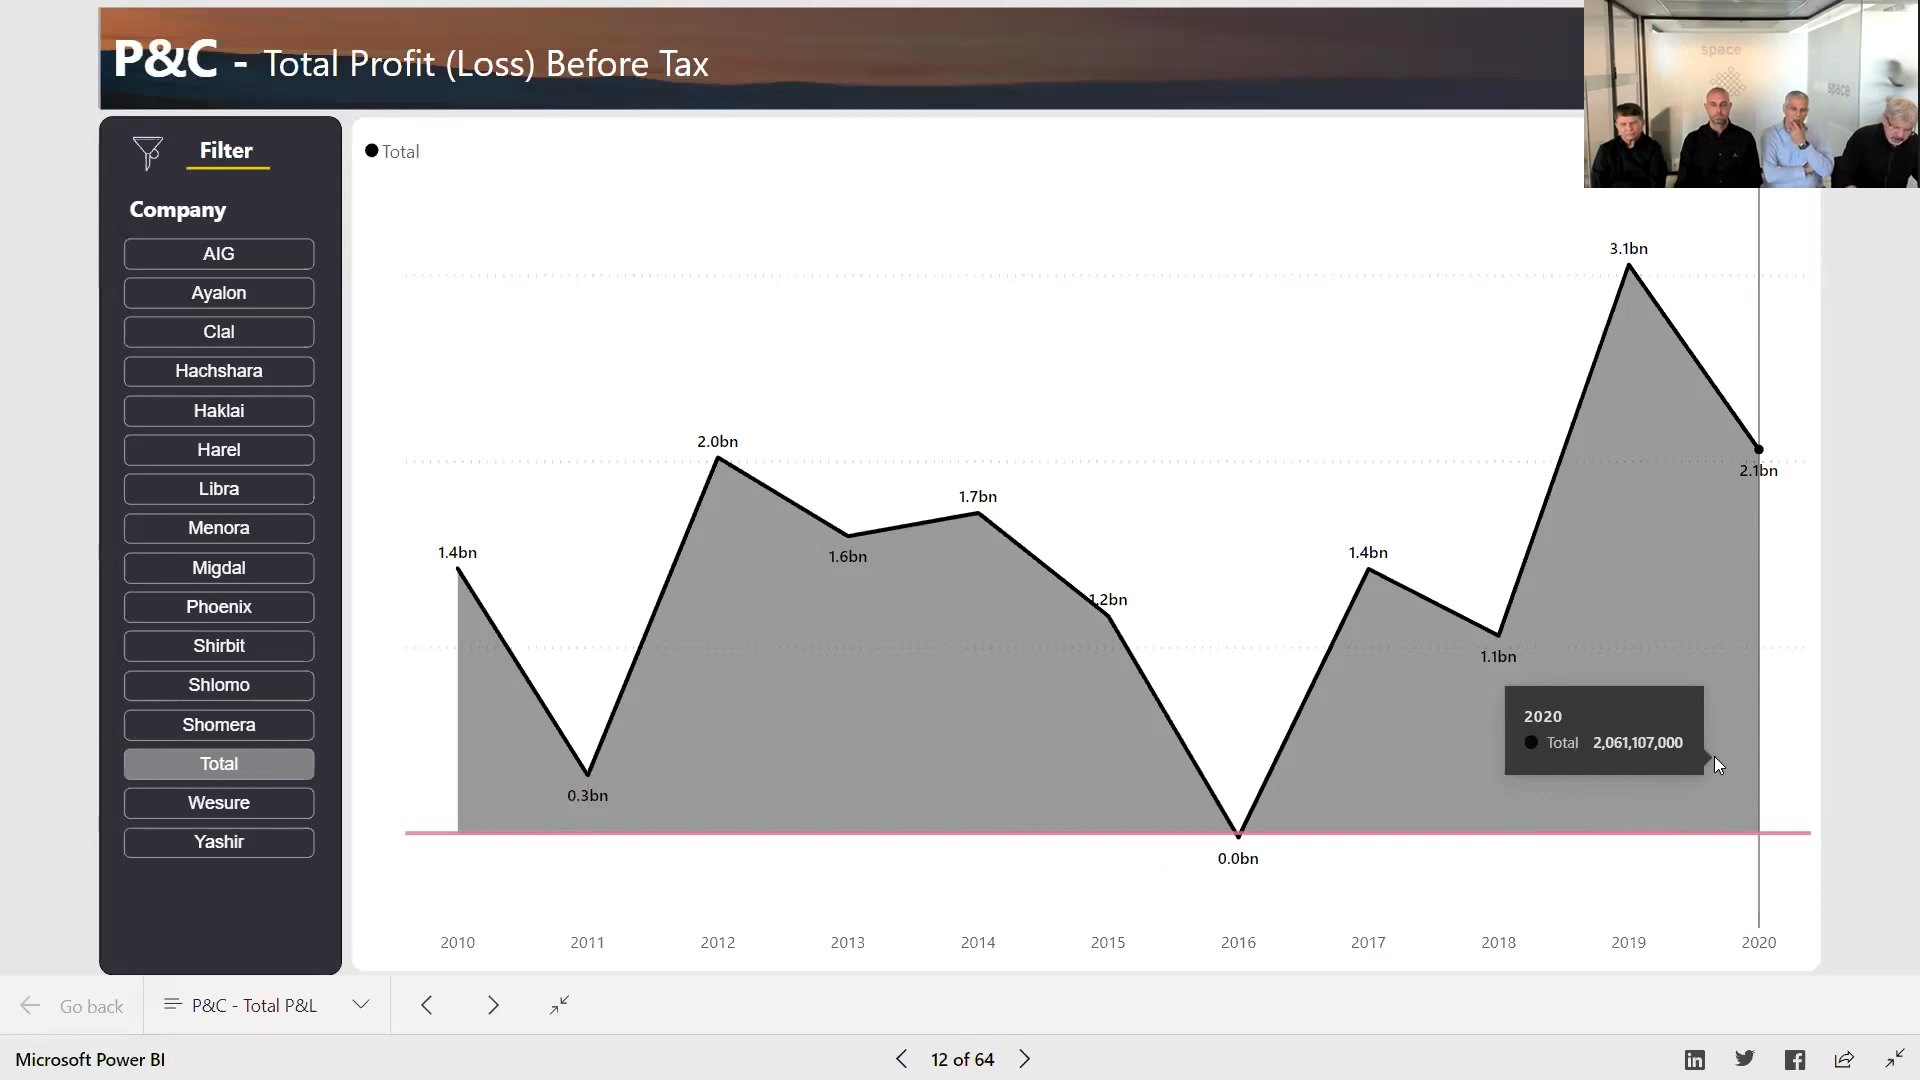 P&C - Total Profit (Loss) Before Tax
space
space
Filter
Company
AIG
Ayalon
Clal
Hachshara
Haklai
Harel
Libra
Menora
Migdal
Phoenix
Shirbit
Shlomo
Shomera
Total
Wesure
Yashir
Total
3.1bn
2.0bn
2.1bn
1.7bn
1.4bn
1.6bn
1.4bn
1.2bn
1.1bn
0.3bn
2020
Total 2,061,107,000
0.0bn
2010 2011 2012 2013 2014 2015 2016 2017 2018 2019 2020
Go back
P&C - Total P&L
Microsoft Power BI
12 of 64